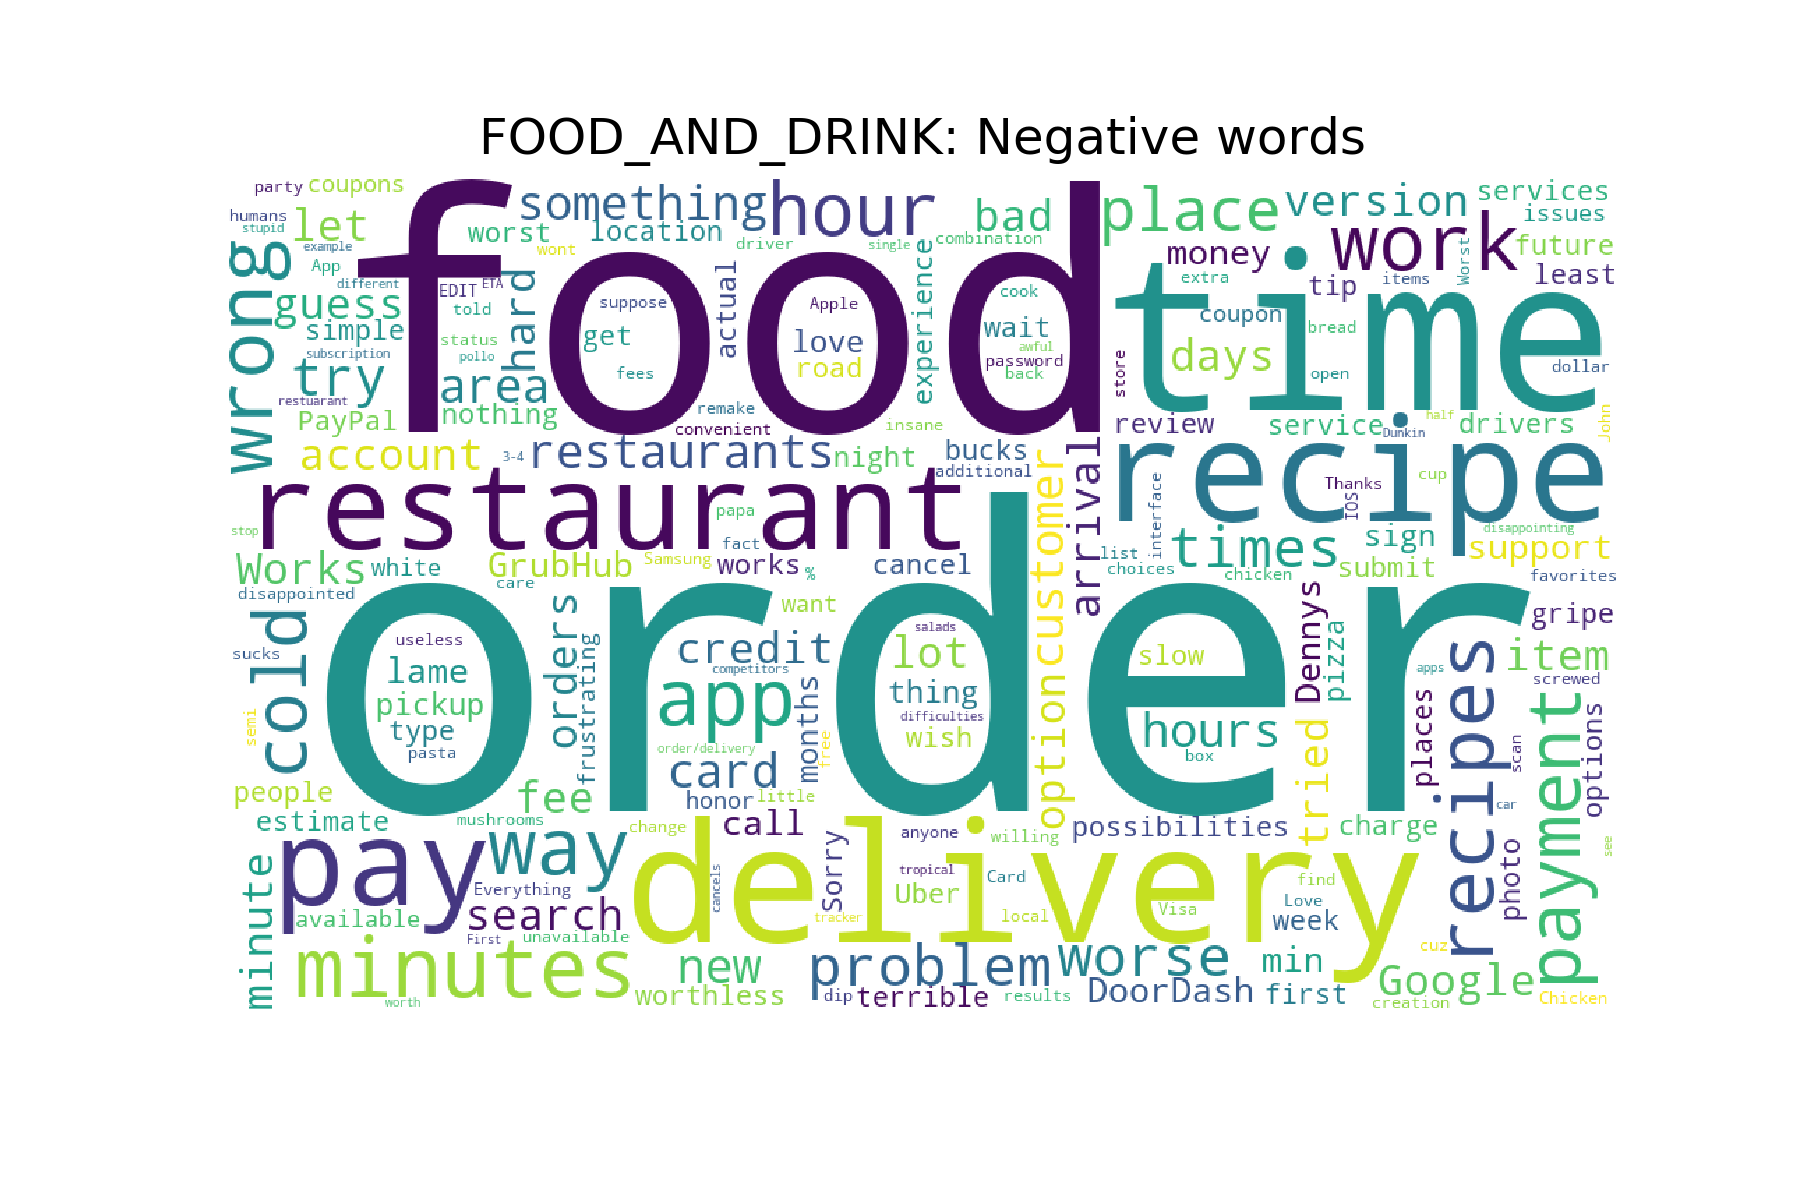 FOOD_AND_DRINK: Negative words
party
coupons
humans
stupid
let
example
App
different
wrong
guess
simple
subscription
try
restuarant
PayPal
account
food
something
hour
worst
location
wont
driver
single
combination
bad
place
version
services
issues
future
work
money
least
Worst
items
tip
extra
time
coupon
bread
days
open
dollar
store
EDIT
ETA
told
hard
status
pollo
area
nothing
suppose
get
fees
actual
Apple
love
road
experience
cook
wait
password
awful
back
remake
convenient
insane
3-4
restaurants
night
bucks
additional
review
service
Dunkin
half
drivers
John
restaurant
papa
fact
customer
option
arrival
recipe
interface
Thanks
IOS
cup
disappointing
stop
Works
white
disappointed
GrubHub
care
Samsung
works
%
cancel
list
choices
times
chicken
sign
submit
support
favorites
order
cold
sucks
semi
useless
lame
pickup
type
pasta
orders
frustrating
want
credit
competitors
app
months
order/delivery
free
card
honor
little
salads
lot
thing
difficulties
wish
slow
hours
box
Dennys
pizza
tried
apps
places
recipes
gripe
item
screwed
payment
options
scan
car
see
people
estimate
fee
mushrooms
change
call
anyone
willing
possibilities
charge
photo
minute
pay
way
Everything
available
search
First
unavailable
minutes
worth
delivery
cancels
Sorry
tropical
Uber
tracker
Card
local
Visa
find
Love
week
cuz
new
worthless
problem
dip
terrible
results
worse
DoorDash
min
first
Google
creation
Chicken